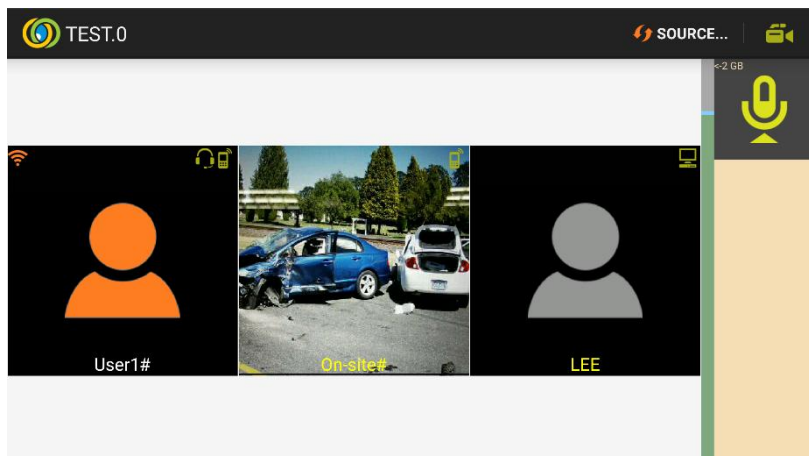 TEST.0
SOURCE...
<-2 GB
User1#
On-site#
LEE